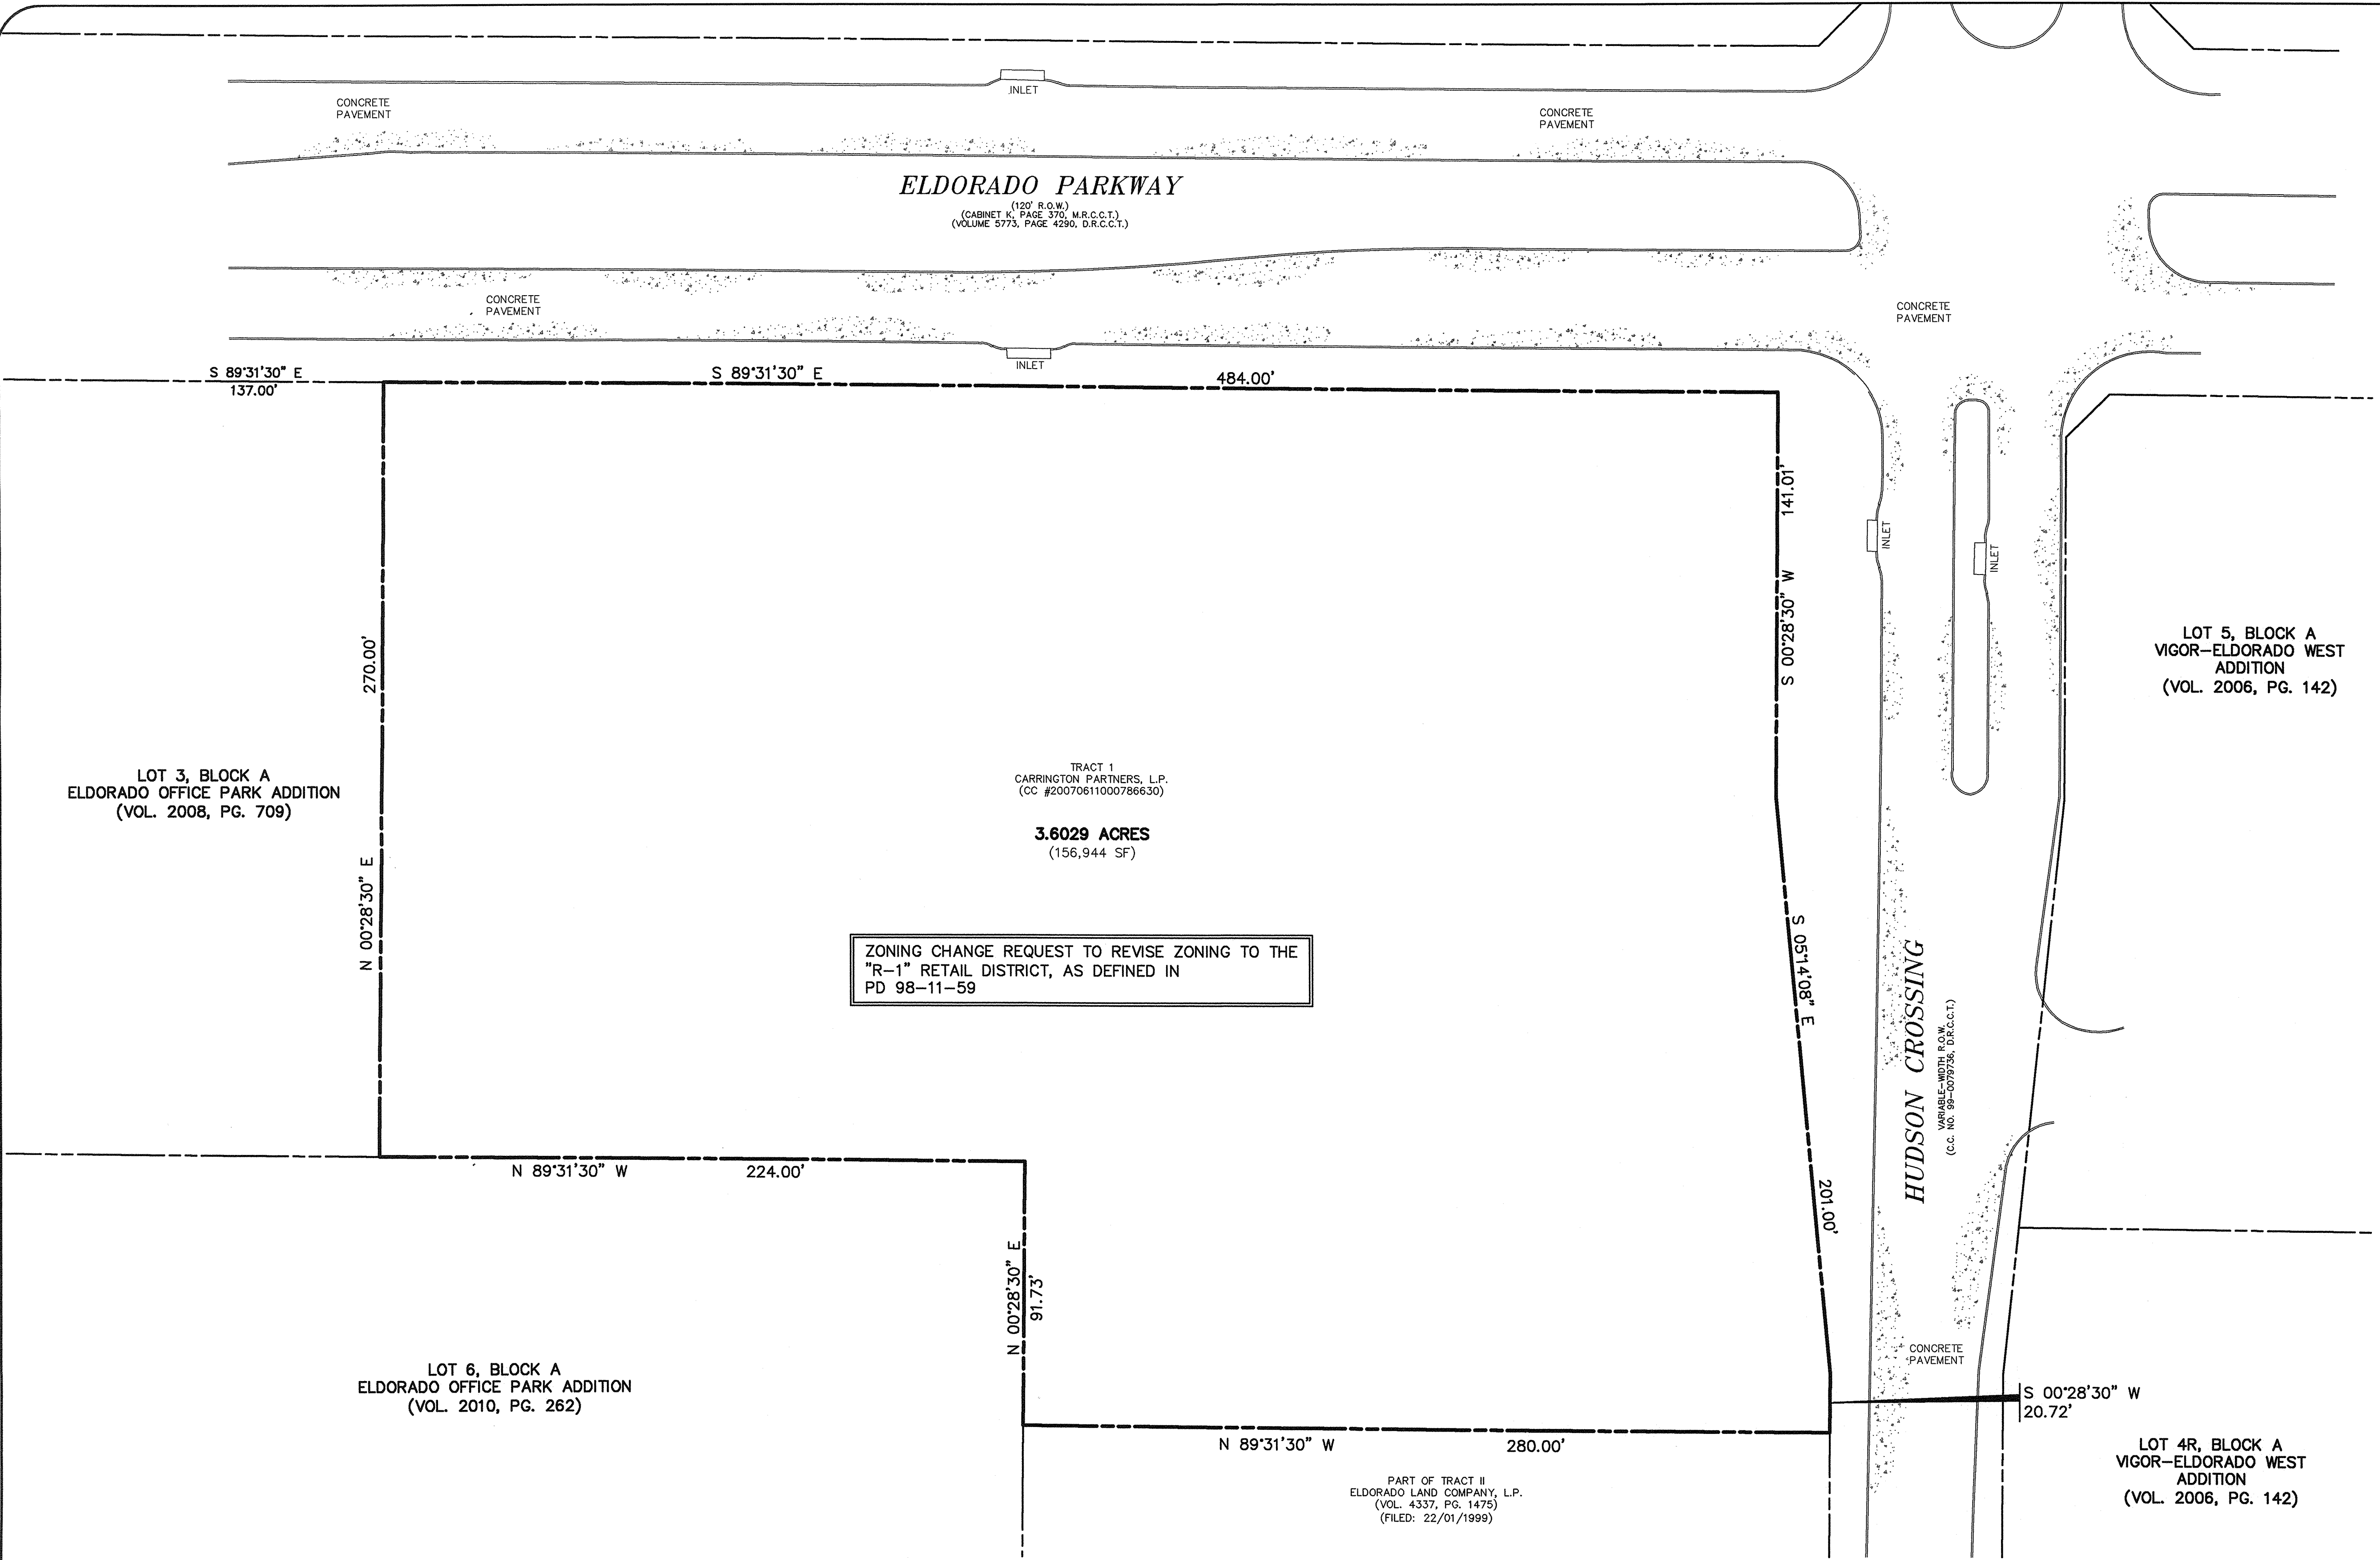 INLET
CONCRETE
PAVEMENT
CONCRETE
PAVEMENT
ELDORADO PARKWAY
(120' R.O.W.)
(CABINET K, PAGE 370, M.R.C.C.T.)
(VOLUME 5773, PAGE 4290, D.R.C.C.T.)
CONCRETE
PAVEMENT
CONCRETE
PAVEMENT
INLET
S 89°31'30" E
137.00'
S 89°31'30" E
484.00'
141.01'
S 00°28'30" W
INLET
INLET
LOT 5, BLOCK A
VIGOR-ELDORADO WEST
ADDITION
(VOL. 2006, PG. 142)
270.00'
N 00°28'30" E
LOT 3, BLOCK A
ELDORADO OFFICE PARK ADDITION
(VOL. 2008, PG. 709)
TRACT 1
CARRINGTON PARTNERS, L.P.
(CC #20070611000786630)
3.6029 ACRES
(156,944 SF)
ZONING CHANGE REQUEST TO REVISE ZONING TO THE
"R-1" RETAIL DISTRICT, AS DEFINED IN
PD 98-11-59
S 05°14'08" E
201.00'
HUDSON CROSSING
VARIABLE-WIDTH R.O.W.
(C.C. NO. 99-0079736, D.R.C.C.T.)
N 89°31'30" W
224.00'
N 00°28'30" E
91.73'
CONCRETE
PAVEMENT
LOT 6, BLOCK A
ELDORADO OFFICE PARK ADDITION
(VOL. 2010, PG. 262)
S 00°28'30" W
20.72'
N 89°31'30" W
280.00'
LOT 4R, BLOCK A
VIGOR-ELDORADO WEST
ADDITION
(VOL. 2006, PG. 142)
PART OF TRACT II
ELDORADO LAND COMPANY, L.P.
(VOL. 4337, PG. 1475)
(FILED: 22/01/1999)